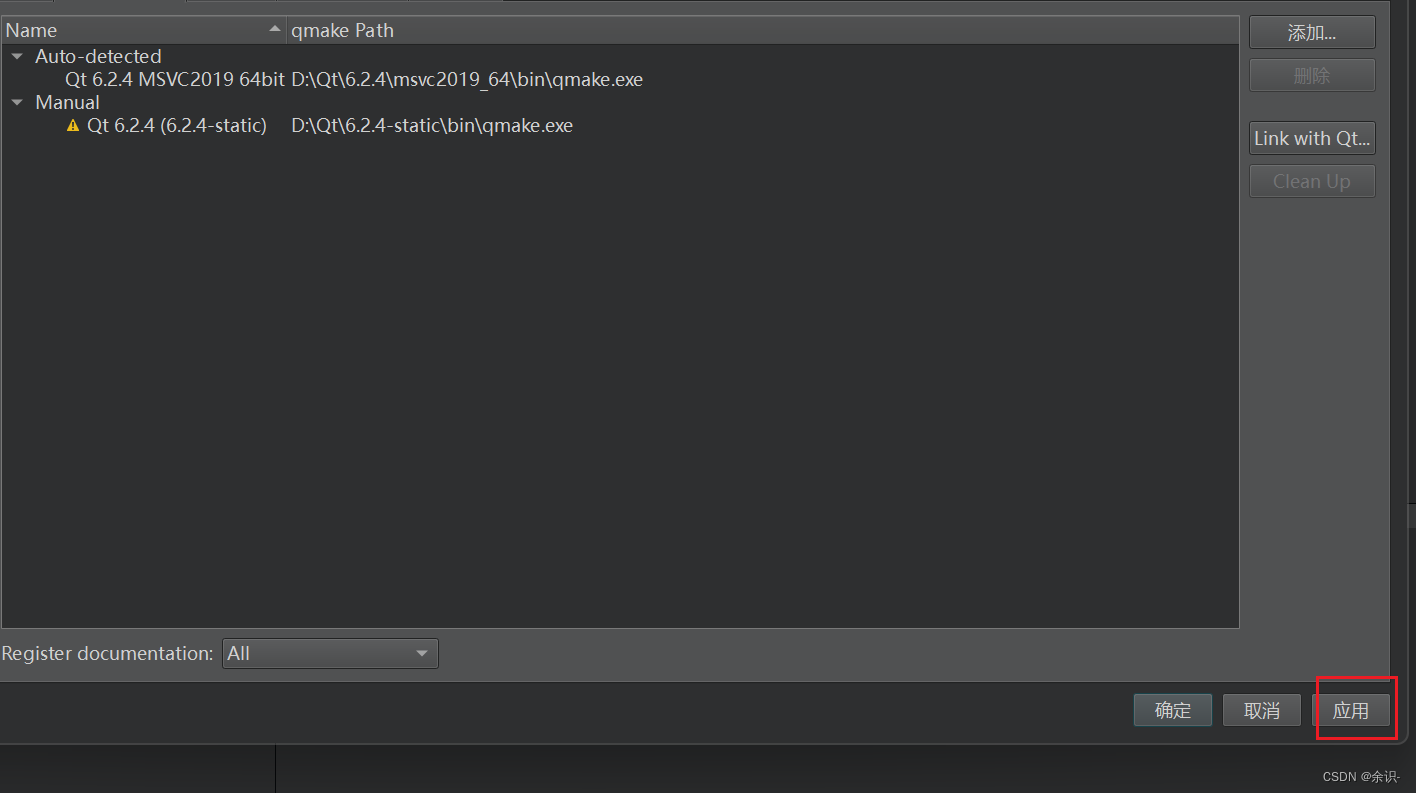 Name qmake Path 添加...
Auto-detected
Qt 6.2.4 MSVC2019 64bit D:\Qt\6.2.4\msvc2019_64\bin\qmake.exe 删除
Manual
Qt 6.2.4 (6.2.4-static) D:\Qt\6.2.4-static\bin\qmake.exe
Link with Qt...
Clean Up
Register documentation: All
确定 取消 应用
CSDN @余识-